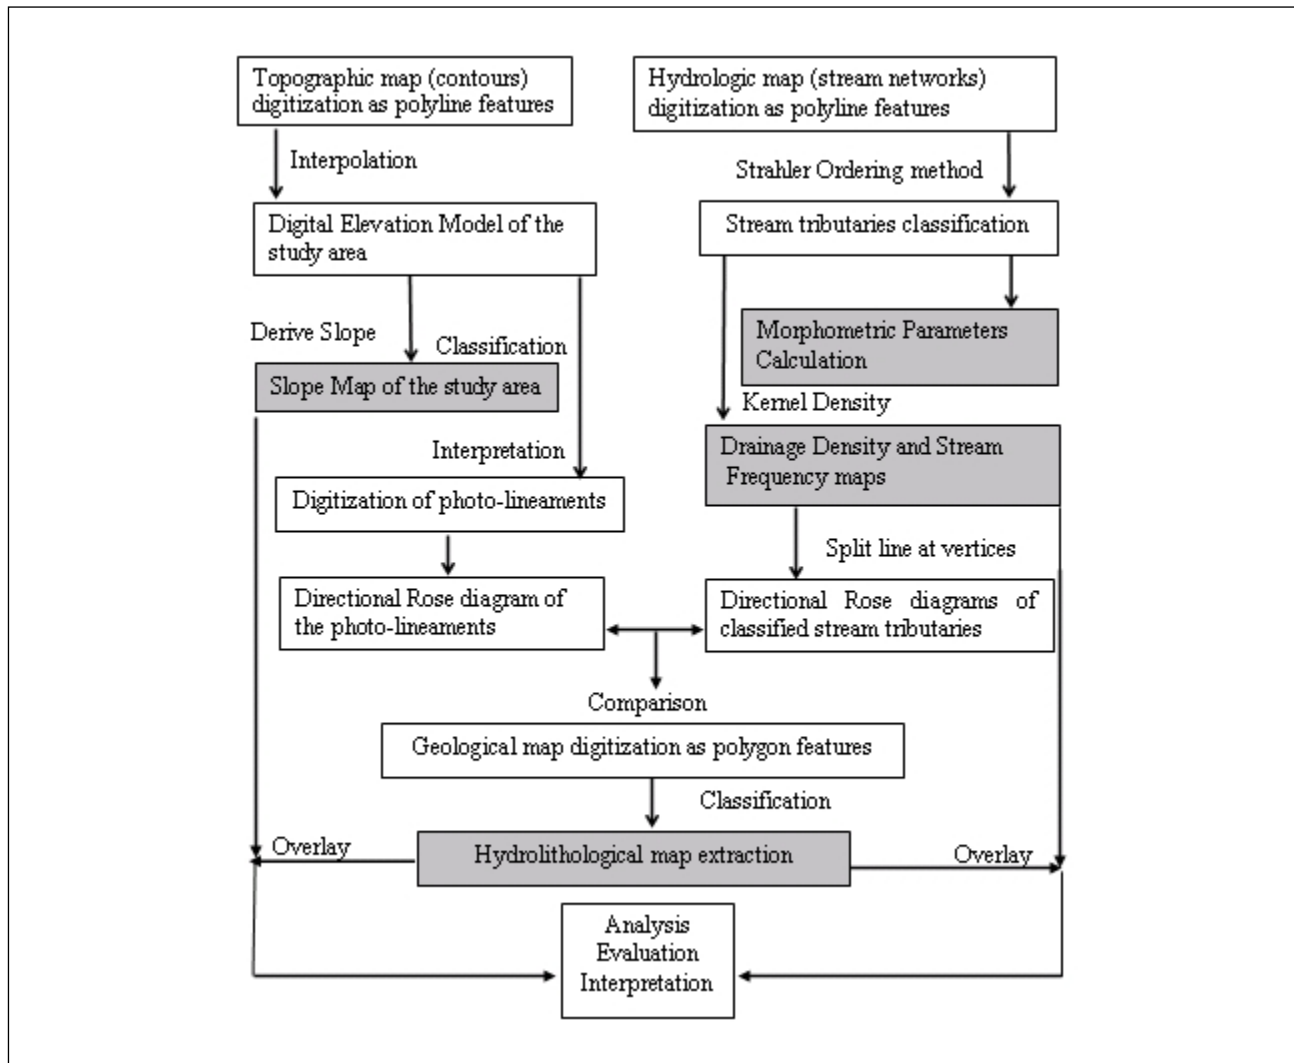 Topographic map (contours)
digitization as polyline features
Hydrologic map (stream networks)
digitization as polyline features
Interpolation
Strahler Ordering method
Digital Elevation Model of the
study area
Stream tributaries classification
Derive Slope
Classification
Morphometric Parameters
Calculation
Slope Map of the study area
Kernel Density
Interpretation
Drainage Density and Stream
Frequency maps
Digitization of photo-lineaments
Split line at vertices
Directional Rose diagram of
the photo-lineaments
Directional Rose diagrams of
classified stream tributaries
Comparison
Geological map digitization as polygon features
Classification
Overlay
Hydrolithological map extraction
Overlay
Analysis
Evaluation
Interpretation